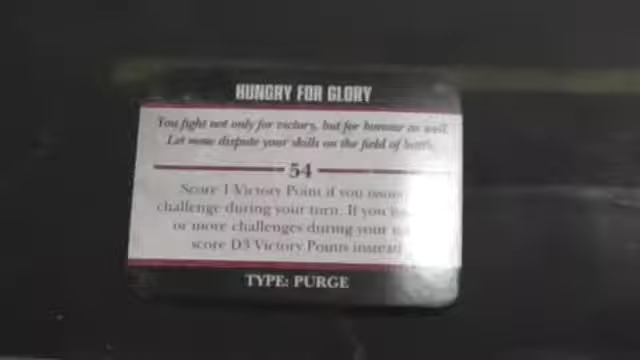 HUNGRY FOR GLORY
You fight not only for victory, but for honour as well.
Let none dispute your skills on the field of battle.
54
Score 1 Victory Point if you
challenge during your turn. If you
or more challenges during your
score D3 Victory Points instead
TYPE: PURGE